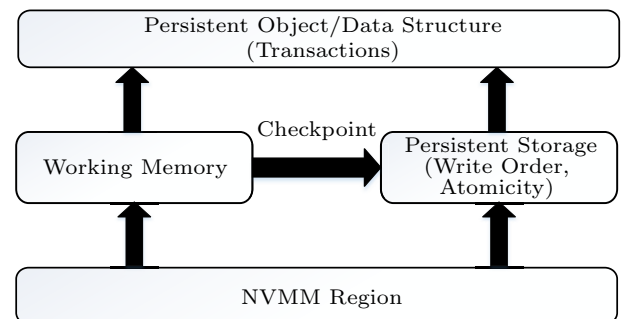 Persistent Object/Data Structure
(Transactions)
Checkpoint
Working Memory
Persistent Storage
(Write Order,
Atomicity)
NVMM Region